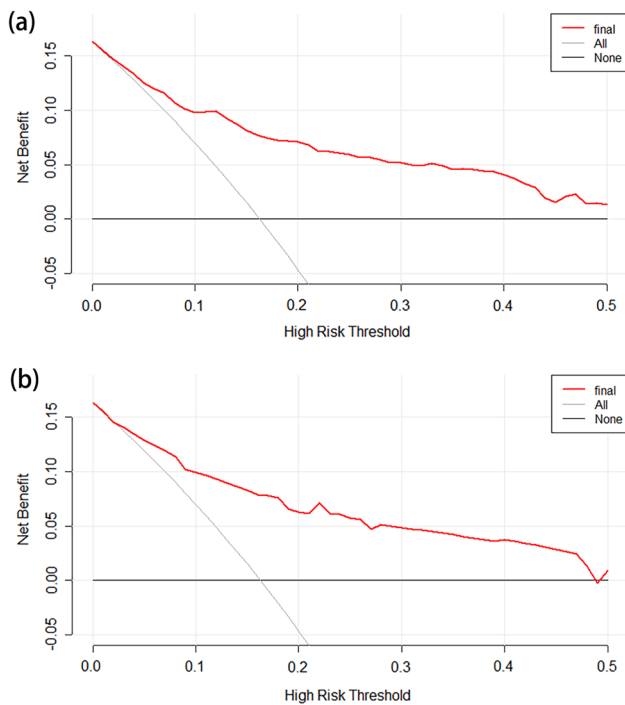 (a)
final
All
None
Net Benefit
0.15
0.10
0.05
0.00
-0.05
0.0 0.1 0.2 0.3 0.4 0.5
High Risk Threshold
(b)
final
All
None
Net Benefit
0.15
0.10
0.05
0.00
-0.05
0.0 0.1 0.2 0.3 0.4 0.5
High Risk Threshold